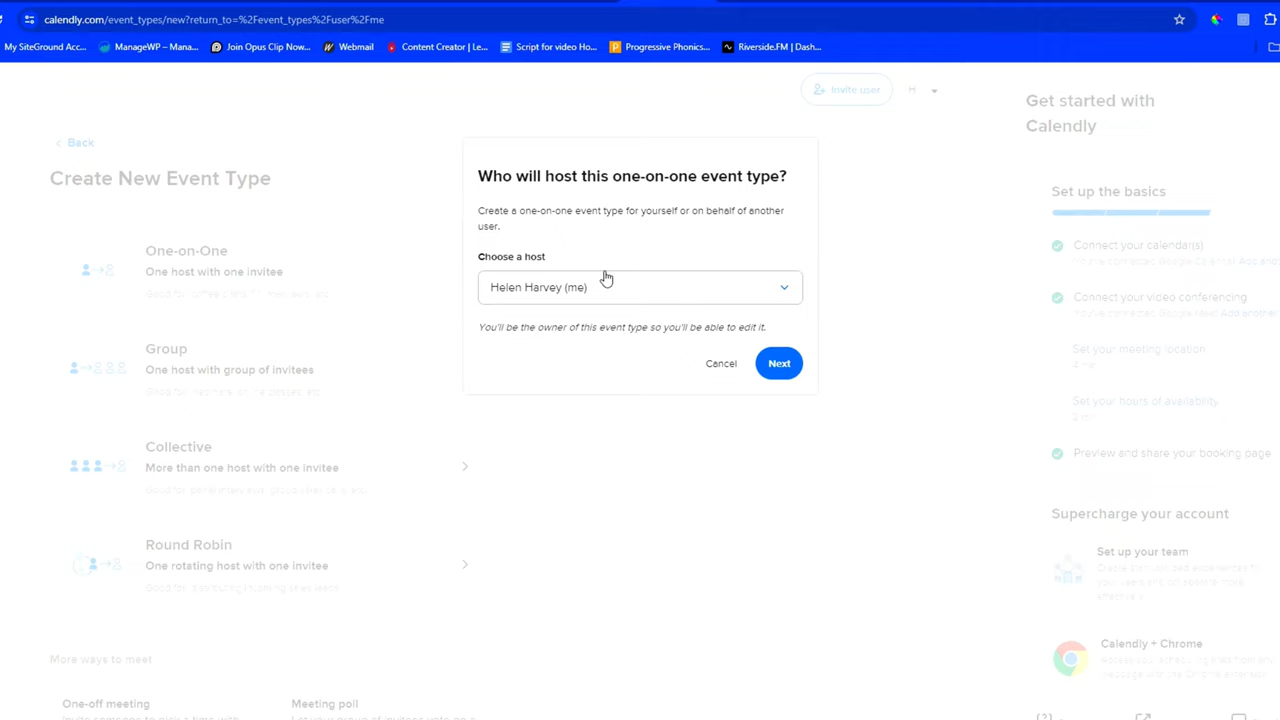 calendly.com/event_types/new?return_to=%2Fevent_types%2Fuser%2Fme
My SiteGround Acc... ManageWP – Mana... Join Opus Clip Now... Webmail Content Creator | Le... Script for video Ho... Progressive Phonics... Riverside.FM | Dash...
Invite user H
Get started with
Calendly
Back
Create New Event Type
Who will host this one-on-one event type?
Create a one-on-one event type for yourself or on behalf of another
user.
Choose a host
Helen Harvey (me)
You'll be the owner of this event type so you'll be able to edit it.
Cancel Next
One-on-One
One host with one invitee
Group
One host with group of invitees
Collective
More than one host with one invitee
Round Robin
One rotating host with one invitee
More ways to meet
One-off meeting
Invite someone to pick a time with
Meeting poll
Set up the basics
Connect your calendar(s)
Connect your video conferencing
Set your meeting location
Set your hours of availability
Preview and share your booking page
Supercharge your account
Set up your team
Calendly + Chrome